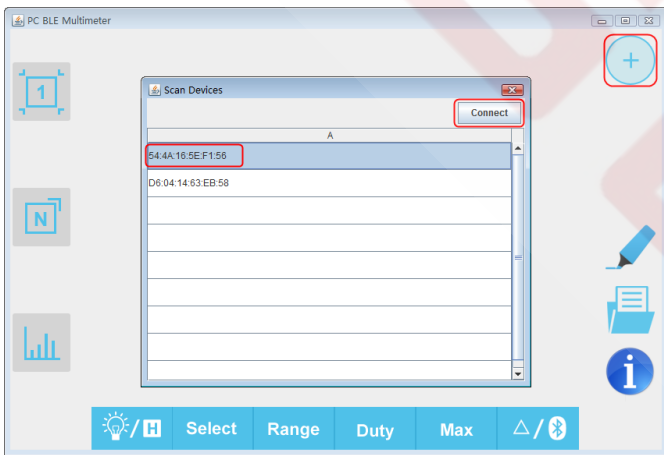 PC BLE Multimeter
+
1
Scan Devices
Connect
A
54:4A:16:5E:F1:56
D6:04:14:63:EB:58
N
i
/H Select Range Duty Max △/